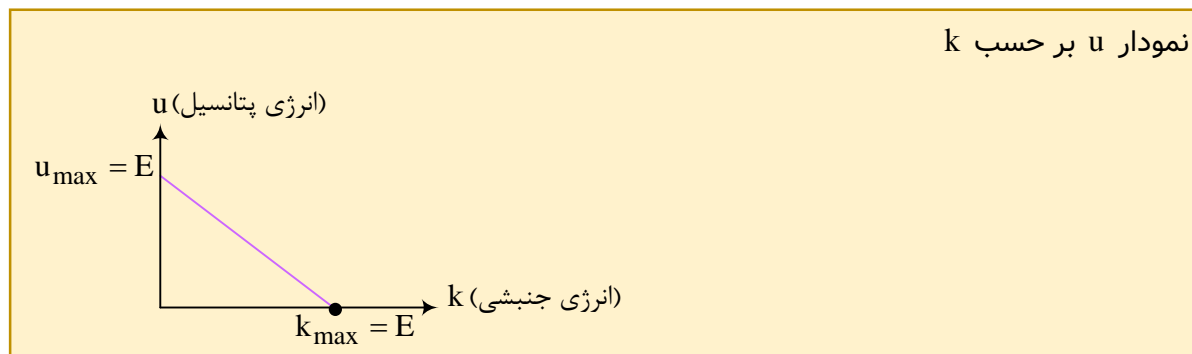 نمودار u بر حسب k
u (انرژی پتانسیل)
u_max = E
k (انرژی جنبشی)
k_max = E